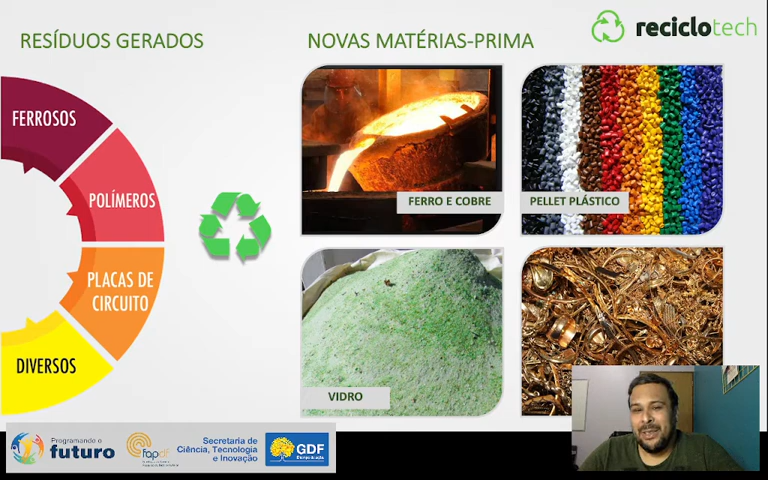 RESÍDUOS GERADOS
NOVAS MATÉRIAS-PRIMA
reciclotech
FERROSOS
POLÍMEROS
PLACAS DE
CIRCUITO
DIVERSOS
FERRO E COBRE
PELLET PLÁSTICO
VIDRO
Programando o
futuro
fapdf
Secretaria de
Ciência, Tecnologia
e Inovação
GDF